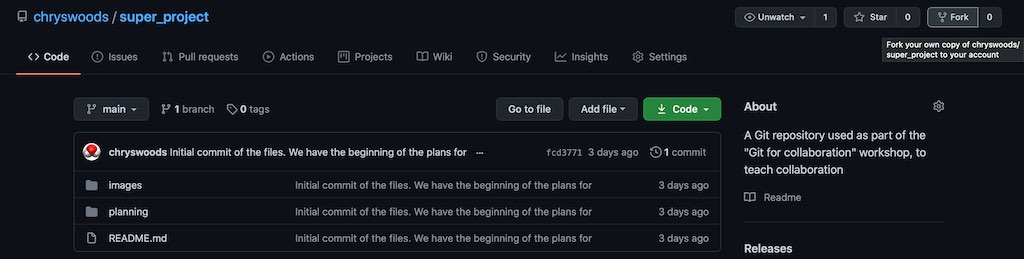 chryswoods / super_project
Unwatch 1 Star 0 Fork 0
Fork your own copy of chryswoods/
super_project to your account
<> Code Issues Pull requests Actions Projects Wiki Security Insights Settings
main 1 branch 0 tags Go to file Add file Code
About
chryswoods Initial commit of the files. We have the beginning of the plans for ... fcd3771 3 days ago 1 commit
images Initial commit of the files. We have the beginning of the plans for 3 days ago
planning Initial commit of the files. We have the beginning of the plans for 3 days ago
README.md Initial commit of the files. We have the beginning of the plans for 3 days ago
A Git repository used as part of the
"Git for collaboration" workshop, to
teach collaboration
Readme
Releases